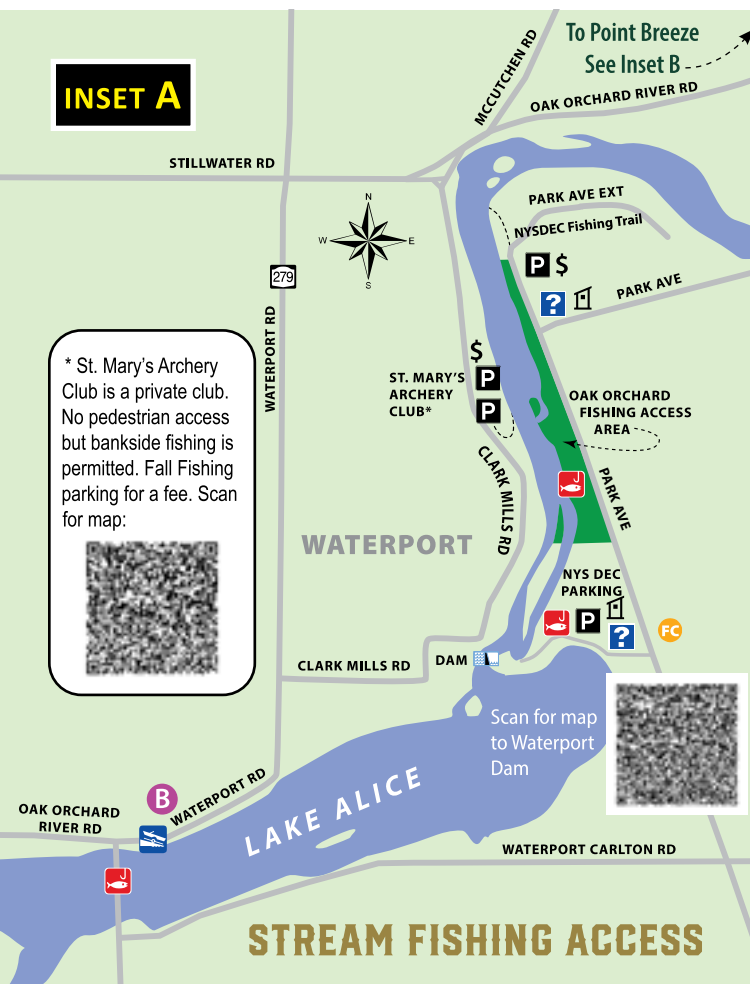 To Point Breeze
See Inset B
INSET A
MCCUTCHEN RD
OAK ORCHARD RIVER RD
STILLWATER RD
N
W
E
S
PARK AVE EXT
NYSDEC Fishing Trail
P $
279
?
PARK AVE
WATERPORT RD
* St. Mary's Archery
Club is a private club.
No pedestrian access
but bankside fishing is
permitted. Fall Fishing
parking for a fee. Scan
for map:
$
P
P
ST. MARY'S
ARCHERY
CLUB*
OAK ORCHARD
FISHING ACCESS
AREA
CLARK MILLS RD
PARK AVE
WATERPORT
NYS DEC
PARKING
P
?
FC
CLARK MILLS RD
DAM
Scan for map
to Waterport
Dam
B
WATERPORT RD
OAK ORCHARD
RIVER RD
LAKE ALICE
WATERPORT CARLTON RD
STREAM FISHING ACCESS